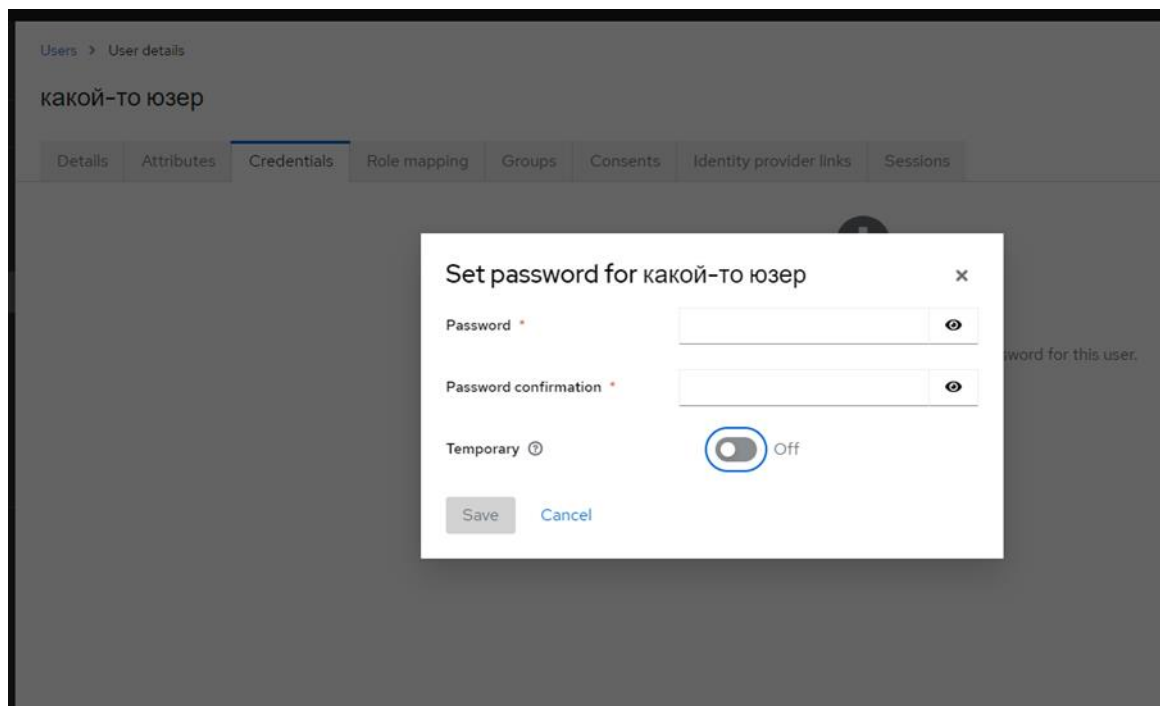 Users > User details
какой-то юзер
Details Attributes Credentials Role mapping Groups Consents Identity provider links Sessions
Set password for какой-то юзер ×
Password *
sword for this user.
Password confirmation *
Temporary Off
Save Cancel